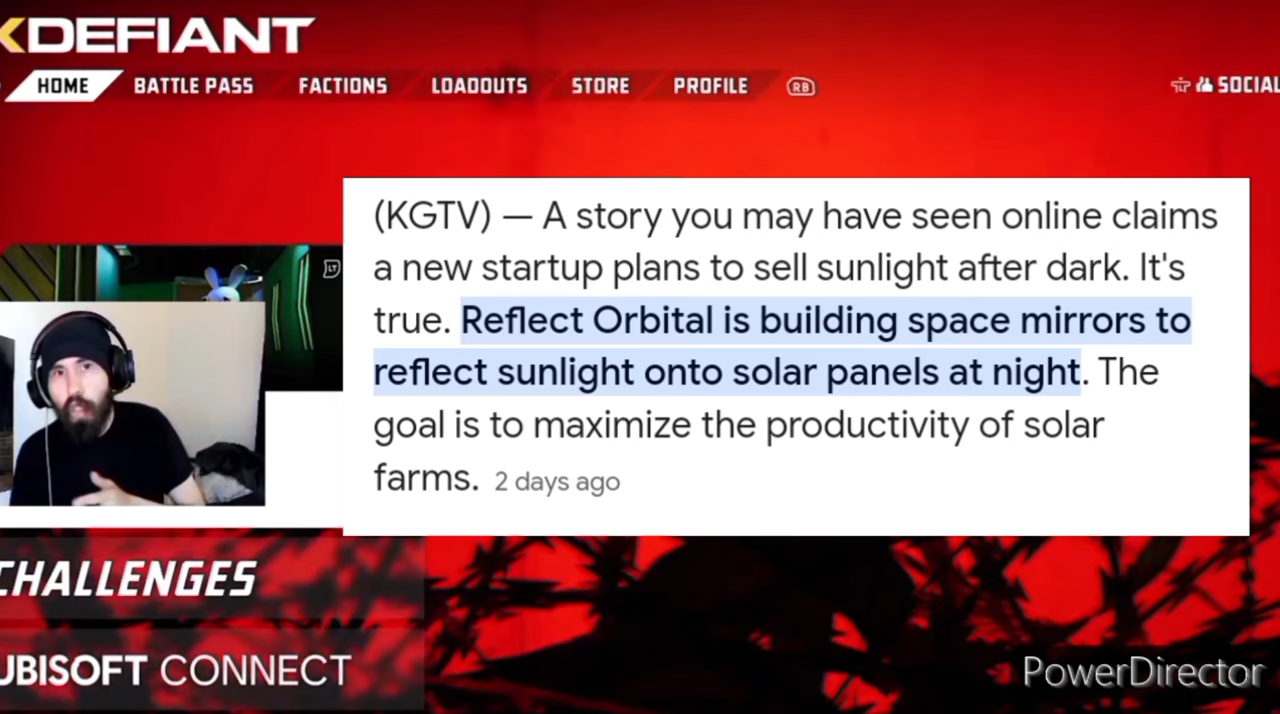 XDEFIANT
HOME BATTLE PASS FACTIONS LOADOUTS STORE PROFILE RB SOCIAL
(KGTV) — A story you may have seen online claims
a new startup plans to sell sunlight after dark. It's
true. Reflect Orbital is building space mirrors to
reflect sunlight onto solar panels at night. The
goal is to maximize the productivity of solar
farms. 2 days ago
LT
CHALLENGES
UBISOFT CONNECT
PowerDirector